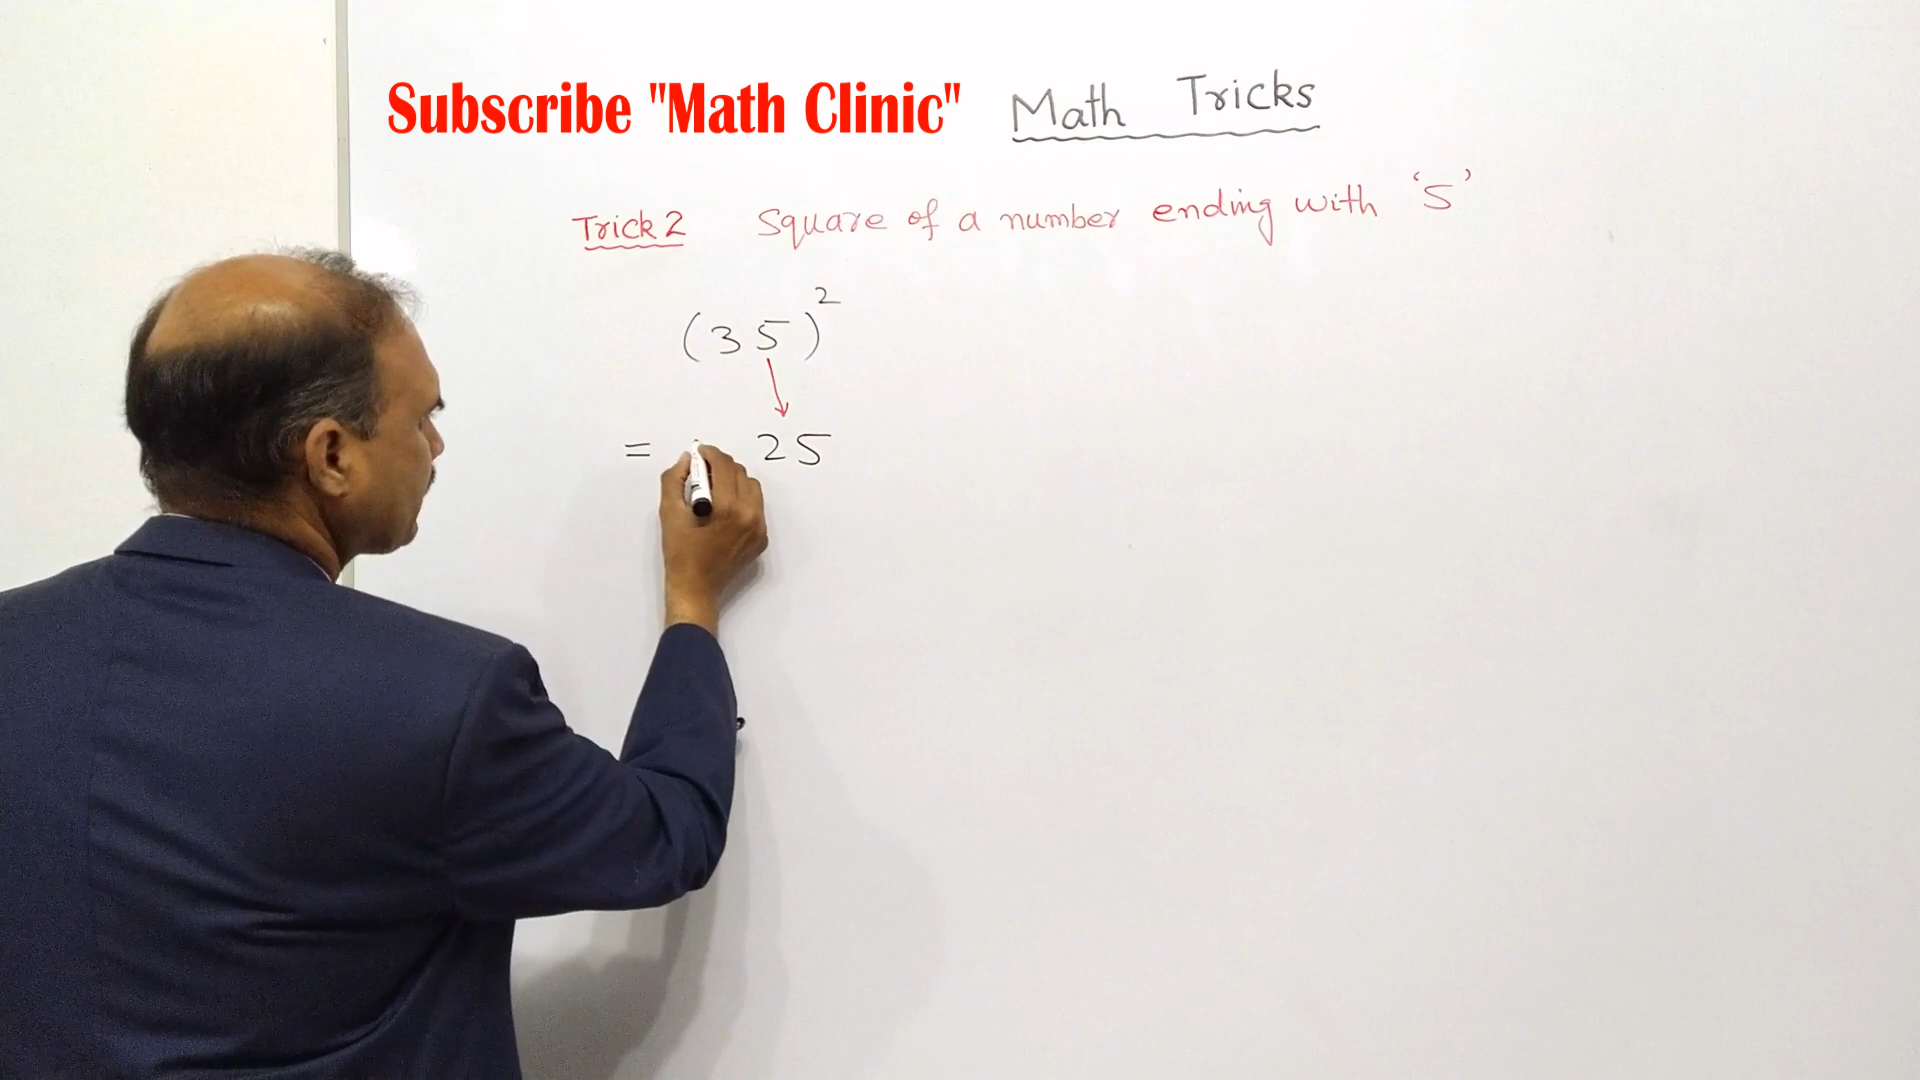 Subscribe "Math Clinic" Math Tricks
Trick 2 Square of a number ending with '5'
(35)²
= 25